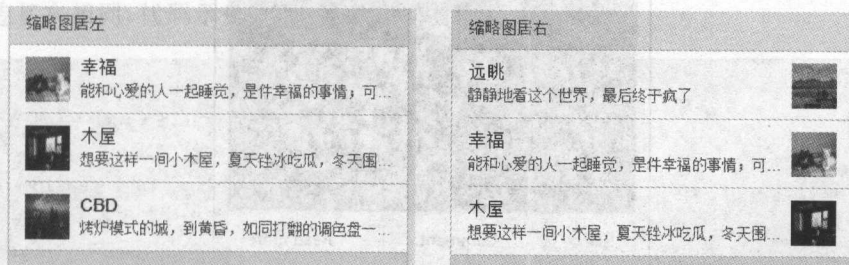 缩略图居左
幸福
能和心爱的人一起睡觉，是件幸福的事情；可...
木屋
想要这样一间小木屋，夏天锉冰吃瓜，冬天围...
CBD
烤炉模式的城，到黄昏，如同打翻的调色盘一...
缩略图居右
远眺
静静地看这个世界，最后终于疯了
幸福
能和心爱的人一起睡觉，是件幸福的事情；可...
木屋
想要这样一间小木屋，夏天锉冰吃瓜，冬天围...